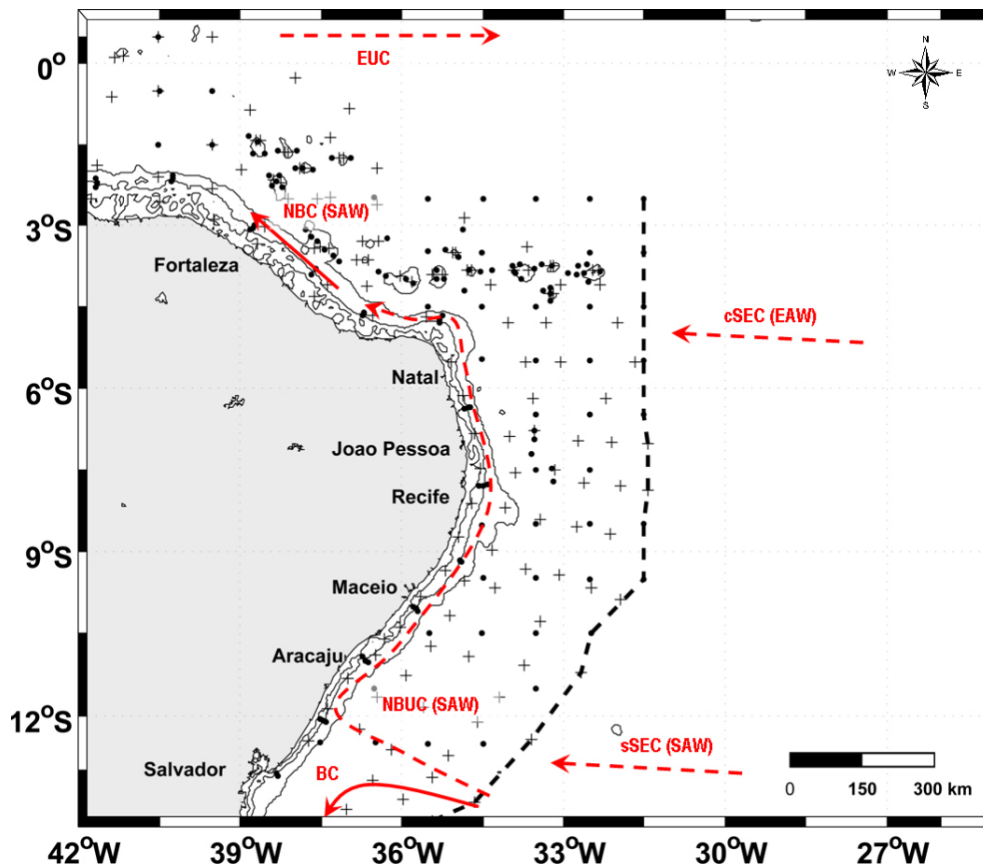 N
W E
S
EUC
0°
NBC (SAW)
3°S
Fortaleza
cSEC (EAW)
Natal
6°S
Joao Pessoa
Recife
9°S
Maceio
Aracaju
NBUC (SAW)
12°S
sSEC (SAW)
Salvador
BC
0 150 300 km
42°W 39°W 36°W 33°W 30°W 27°W